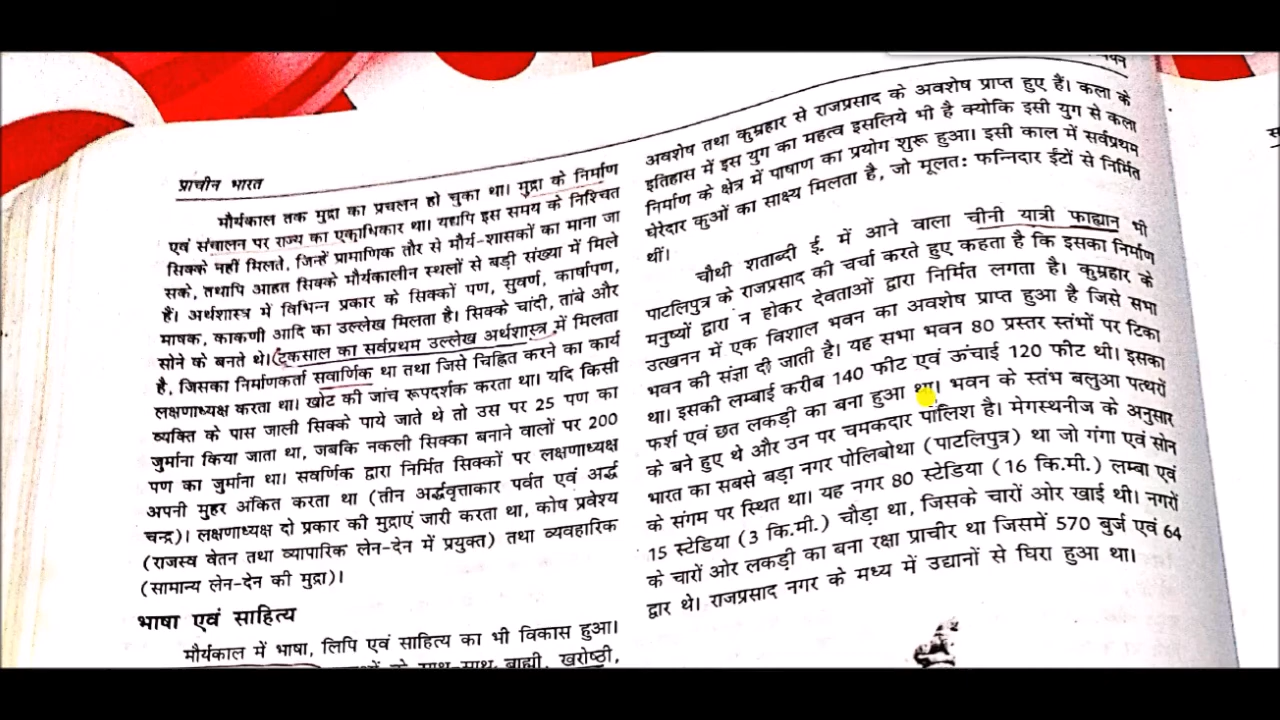 प्राचीन भारत
मौर्यकाल तक मुद्रा का प्रचलन हो चुका था। मुद्रा के निर्माण
एवं संचालन पर राज्य का एकाधिकार था। यद्यपि इस समय के निश्चित
सिक्के नहीं मिलते, जिन्हें प्रामाणिक तौर से मौर्य-शासकों का माना जा
सके, तथापि आहत सिक्के मौर्यकालीन स्थलों से बड़ी संख्या में मिले
हैं। अर्थशास्त्र में विभिन्न प्रकार के सिक्कों पण, सुवर्ण, कार्षापण,
माषक, काकणी आदि का उल्लेख मिलता है। सिक्के चांदी, तांबे और
सोने के बनते थे। टकसाल का सर्वप्रथम उल्लेख अर्थशास्त्र में मिलता
है, जिसका निर्माणकर्ता सवार्णिक था तथा जिसे चिह्नित करने का कार्य
लक्षणाध्यक्ष करता था। खोट की जांच रूपदर्शक करता था। यदि किसी
व्यक्ति के पास जाली सिक्के पाये जाते थे तो उस पर 25 पण का
जुर्माना किया जाता था, जबकि नकली सिक्का बनाने वालों पर 200
पण का जुर्माना था। सवर्णिक द्वारा निर्मित सिक्कों पर लक्षणाध्यक्ष
अपनी मुहर अंकित करता था (तीन अर्द्धवृत्ताकार पर्वत एवं अर्द्ध
चन्द्र)। लक्षणाध्यक्ष दो प्रकार की मुद्राएं जारी करता था, कोष प्रवेश्य
(राजस्व वेतन तथा व्यापारिक लेन-देन में प्रयुक्त) तथा व्यवहारिक
(सामान्य लेन-देन की मुद्रा)।
भाषा एवं साहित्य
मौर्यकाल में भाषा, लिपि एवं साहित्य का भी विकास हुआ।
साथ-साथ ब्राह्मी, खरोष्ठी,
अवशेष तथा कुम्रहार से राजप्रसाद के अवशेष प्राप्त हुए हैं। कला के
इतिहास में इस युग का महत्व इसलिये भी है क्योकि इसी युग से कला
निर्माण के क्षेत्र में पाषाण का प्रयोग शुरू हुआ। इसी काल में सर्वप्रथम
घेरेदार कुओं का साक्ष्य मिलता है, जो मूलतः फन्निदार ईंटों से निर्मित
थीं।
चौथी शताब्दी ई. में आने वाला चीनी यात्री फाह्यान भी
पाटलिपुत्र के राजप्रसाद की चर्चा करते हुए कहता है कि इसका निर्माण
मनुष्यों द्वारा न होकर देवताओं द्वारा निर्मित लगता है। कुम्रहार के
उत्खनन में एक विशाल भवन का अवशेष प्राप्त हुआ है जिसे सभा
भवन की संज्ञा दी जाती है। यह सभा भवन 80 प्रस्तर स्तंभों पर टिका
था। इसकी लम्बाई करीब 140 फीट एवं ऊंचाई 120 फीट थी। इसका
फर्श एवं छत लकड़ी का बना हुआ था। भवन के स्तंभ बलुआ पत्थरों
के बने हुए थे और उन पर चमकदार पॉलिश है। मेगस्थनीज के अनुसार
भारत का सबसे बड़ा नगर पोलिबोथा (पाटलिपुत्र) था जो गंगा एवं सोन
के संगम पर स्थित था। यह नगर 80 स्टेडिया (16 कि.मी.) लम्बा एवं
15 स्टेडिया (3 कि.मी.) चौड़ा था, जिसके चारों ओर खाई थी। नगरों
के चारों ओर लकड़ी का बना रक्षा प्राचीर था जिसमें 570 बुर्ज एवं 64
द्वार थे। राजप्रसाद नगर के मध्य में उद्यानों से घिरा हुआ था।